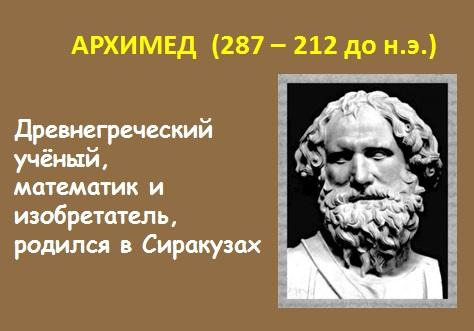 АРХИМЕД (287 – 212 до н.э.)
Древнегреческий
учёный,
математик и
изобретатель,
родился в Сиракузах